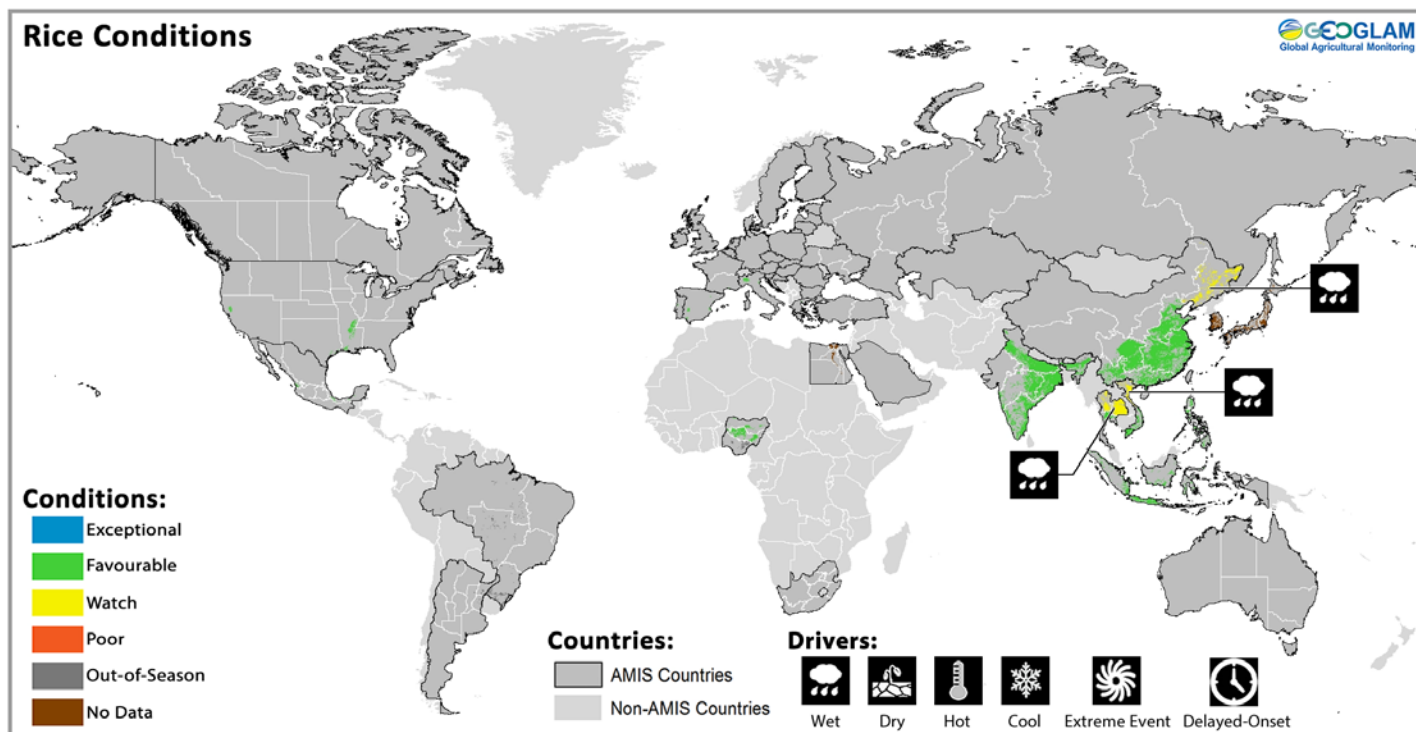 Rice Conditions
GEOGLAM
Global Agricultural Monitoring
Conditions:
Exceptional
Favourable
Watch
Poor
Out-of-Season
No Data
Countries:
AMIS Countries
Non-AMIS Countries
Drivers:
Wet
Dry
Hot
Cool
Extreme Event
Delayed-Onset